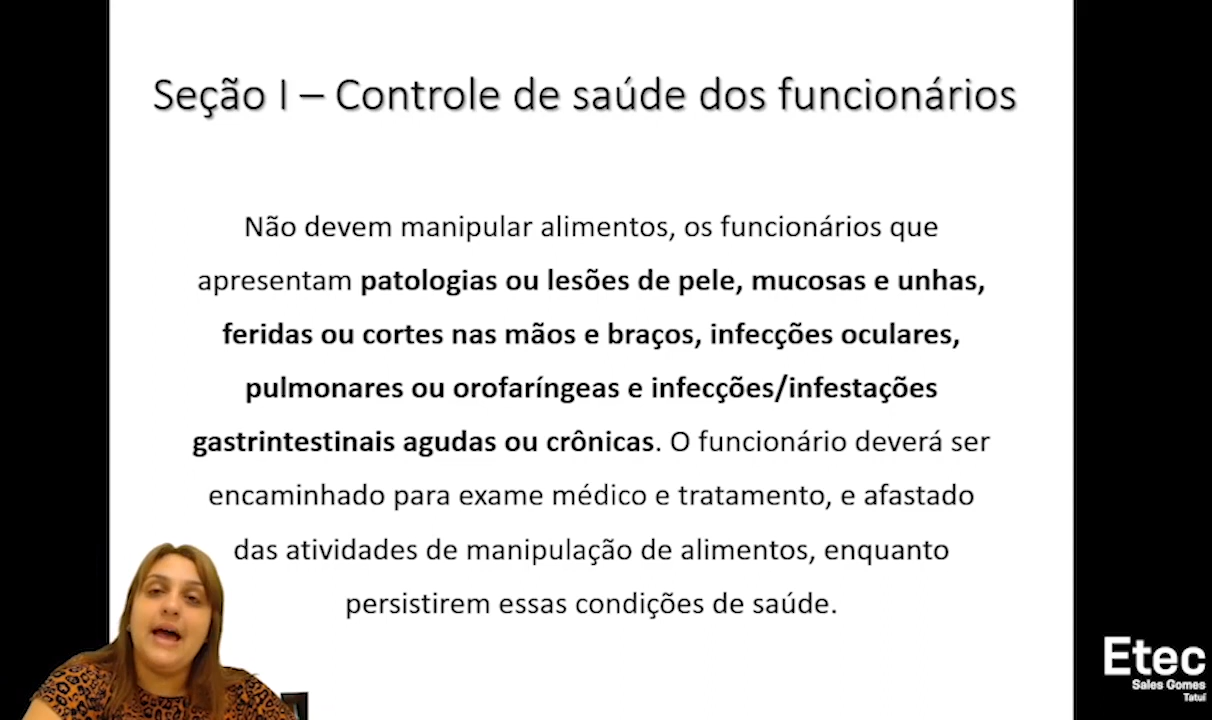 Seção I – Controle de saúde dos funcionários
Não devem manipular alimentos, os funcionários que
apresentam patologias ou lesões de pele, mucosas e unhas,
feridas ou cortes nas mãos e braços, infecções oculares,
pulmonares ou orofaríngeas e infecções/infestações
gastrintestinais agudas ou crônicas. O funcionário deverá ser
encaminhado para exame médico e tratamento, e afastado
das atividades de manipulação de alimentos, enquanto
persistirem essas condições de saúde.
Etec
Sales Gomes
Tatuí